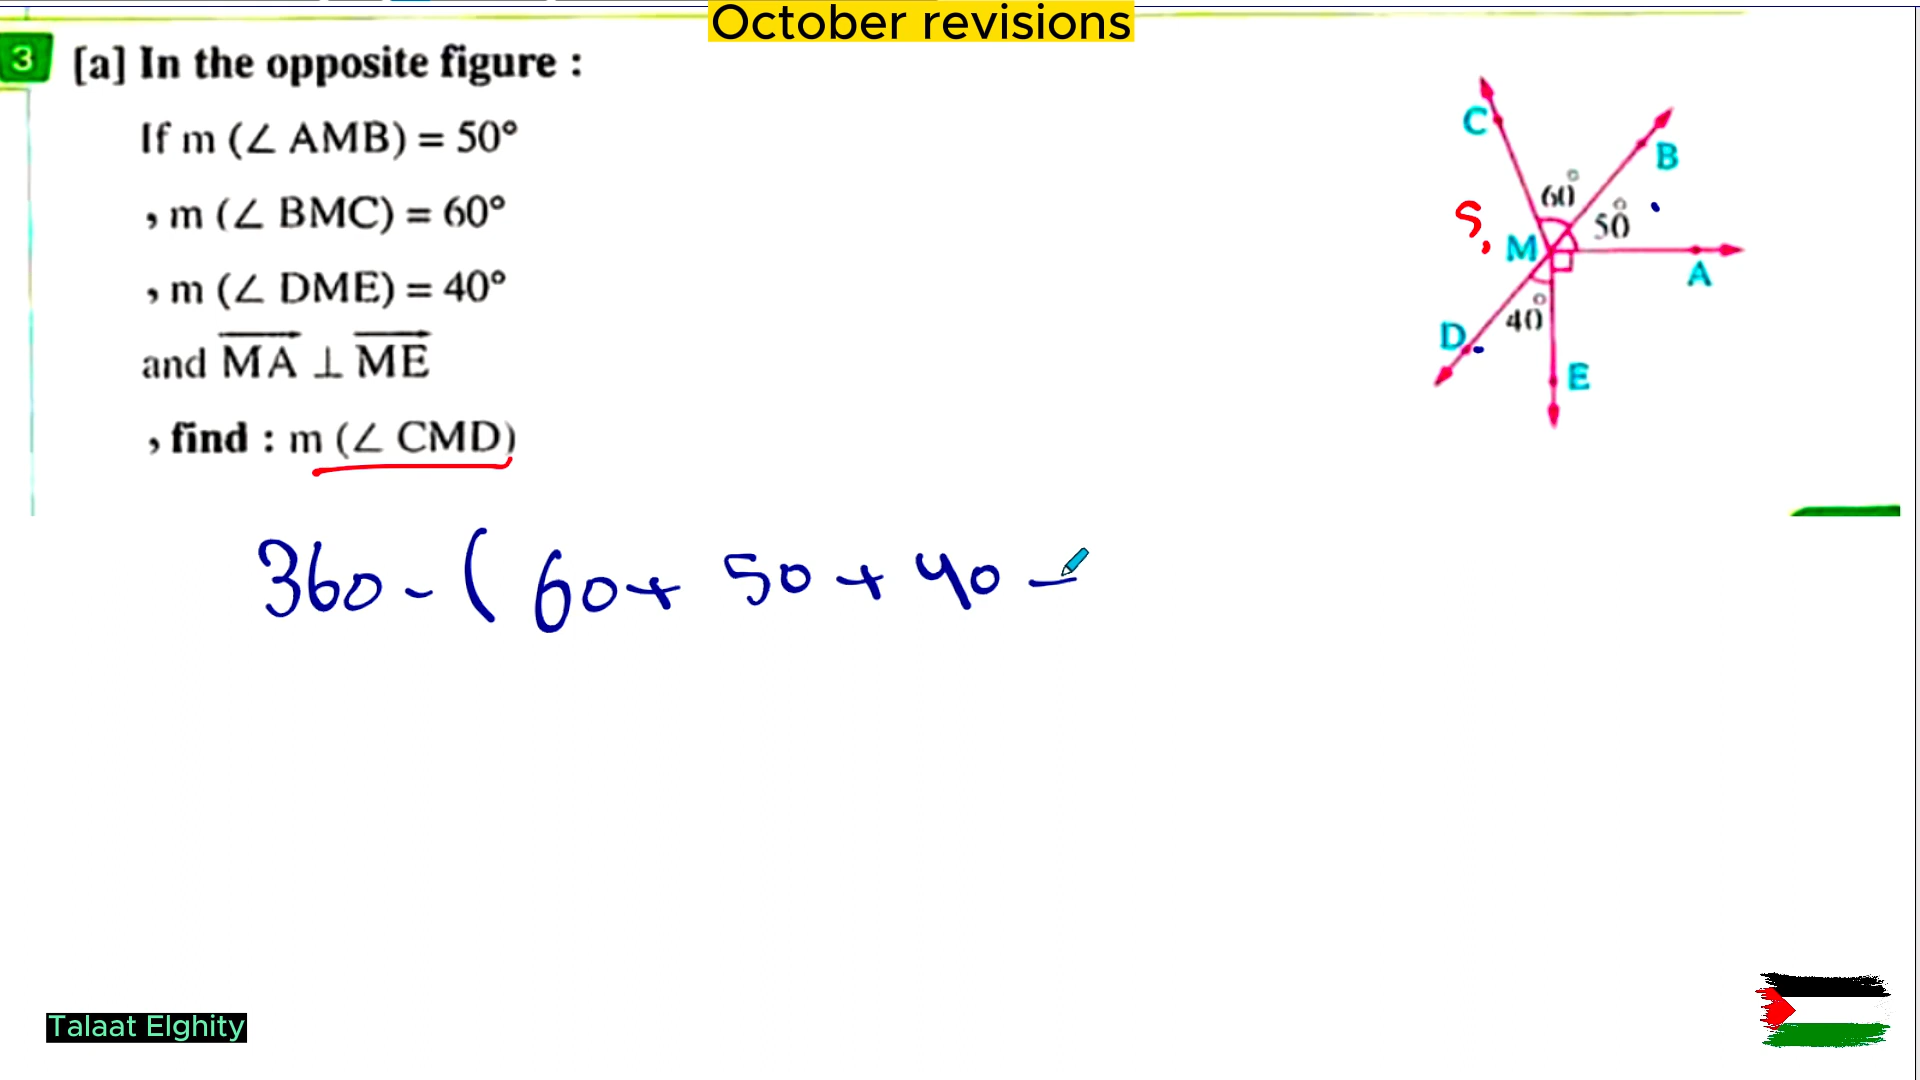 October revisions
3 [a] In the opposite figure :
If m (∠ AMB) = 50°
, m (∠ BMC) = 60°
, m (∠ DME) = 40°
and MA ⊥ ME
, find : m (∠ CMD)
C
B
60°
50°
M
A
D
40°
E
360 - ( 60 + 50 + 40 -
Talaat Elghity